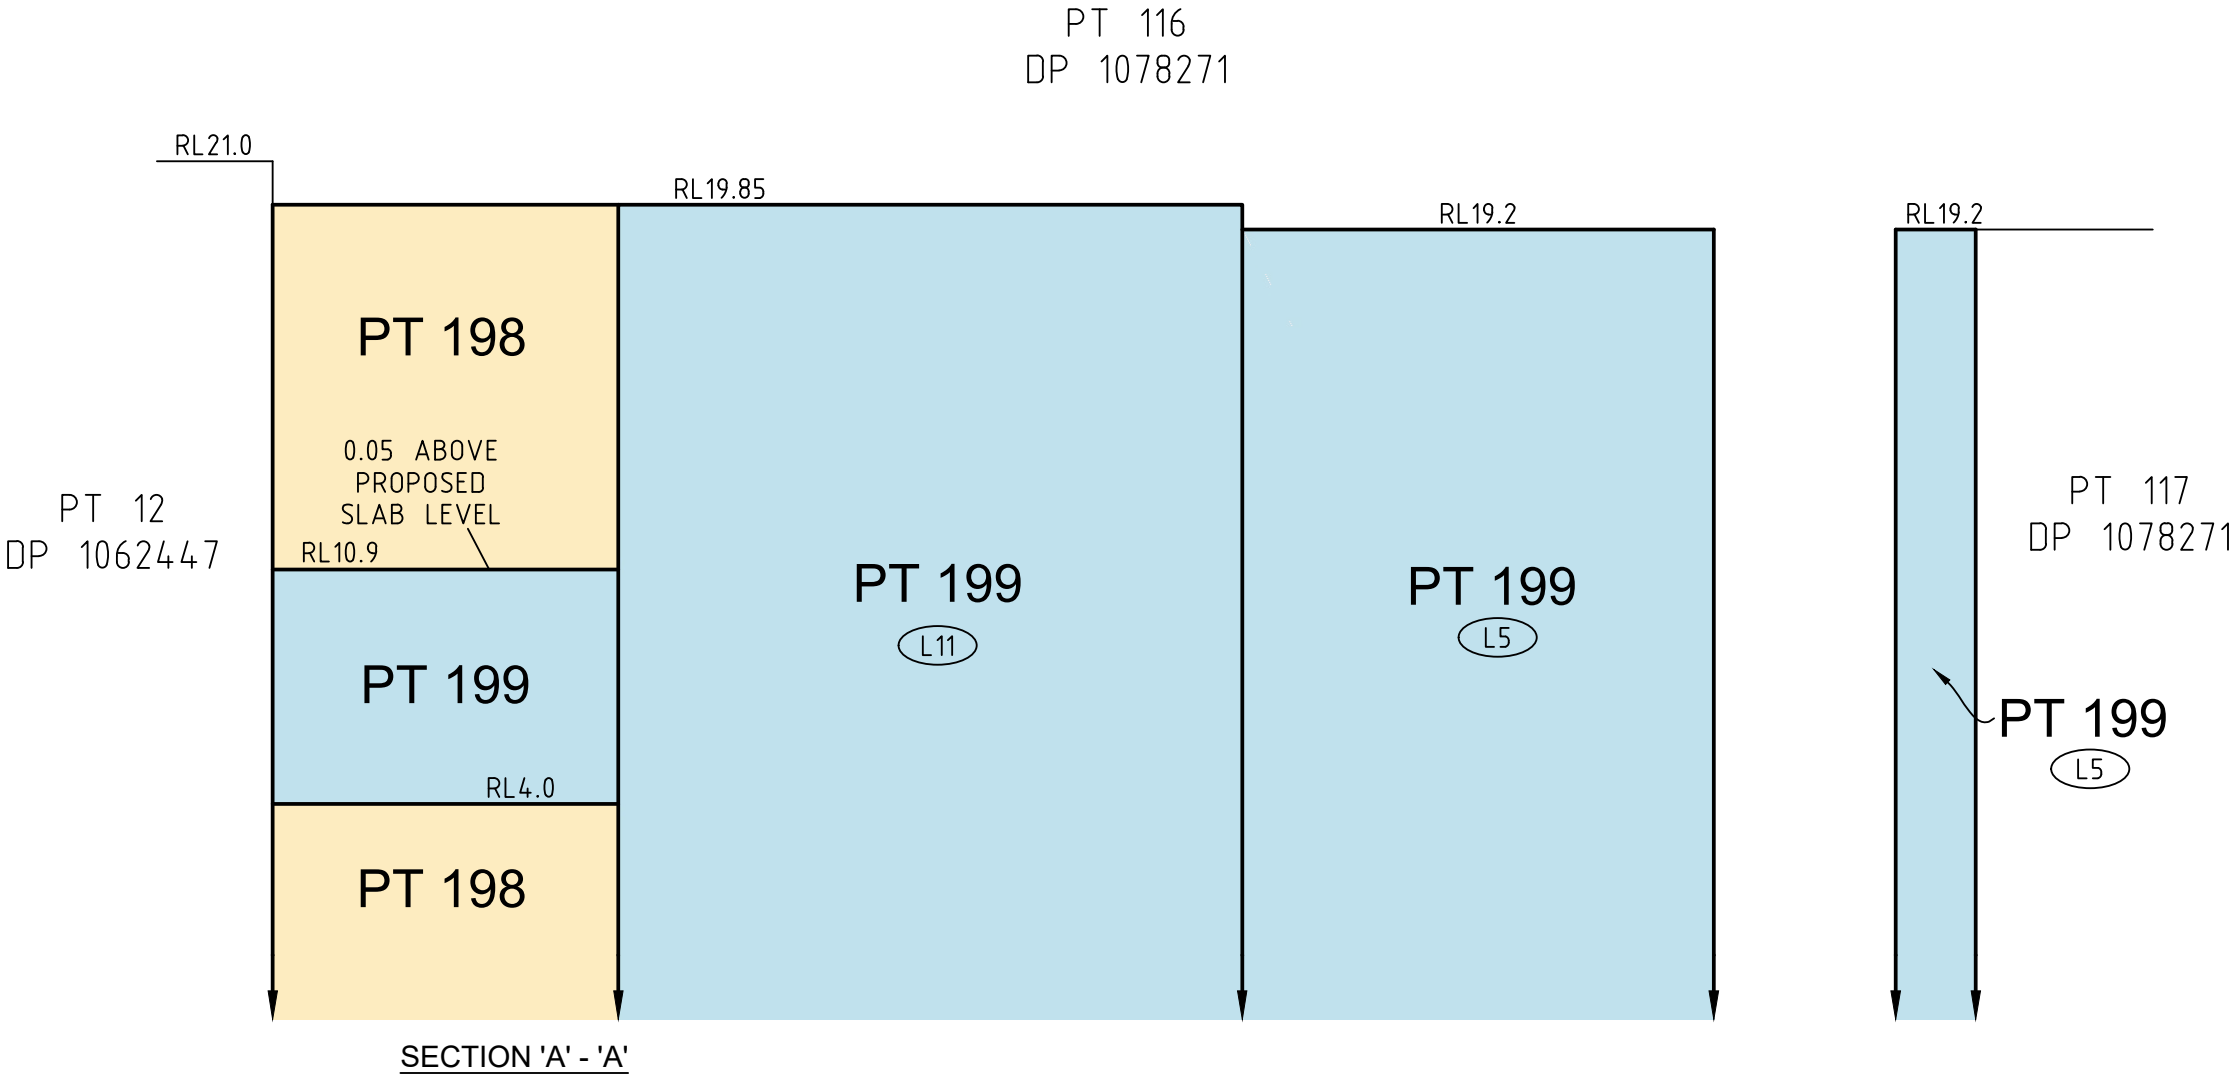 PT 116
DP 1078271
RL21.0
RL19.85
RL19.2
RL19.2
PT 198
0.05 ABOVE
PROPOSED
SLAB LEVEL
RL10.9
PT 12
DP 1062447
PT 199
L11
PT 199
L5
PT 117
DP 1078271
PT 199
L5
PT 199
RL4.0
PT 198
SECTION 'A' - 'A'